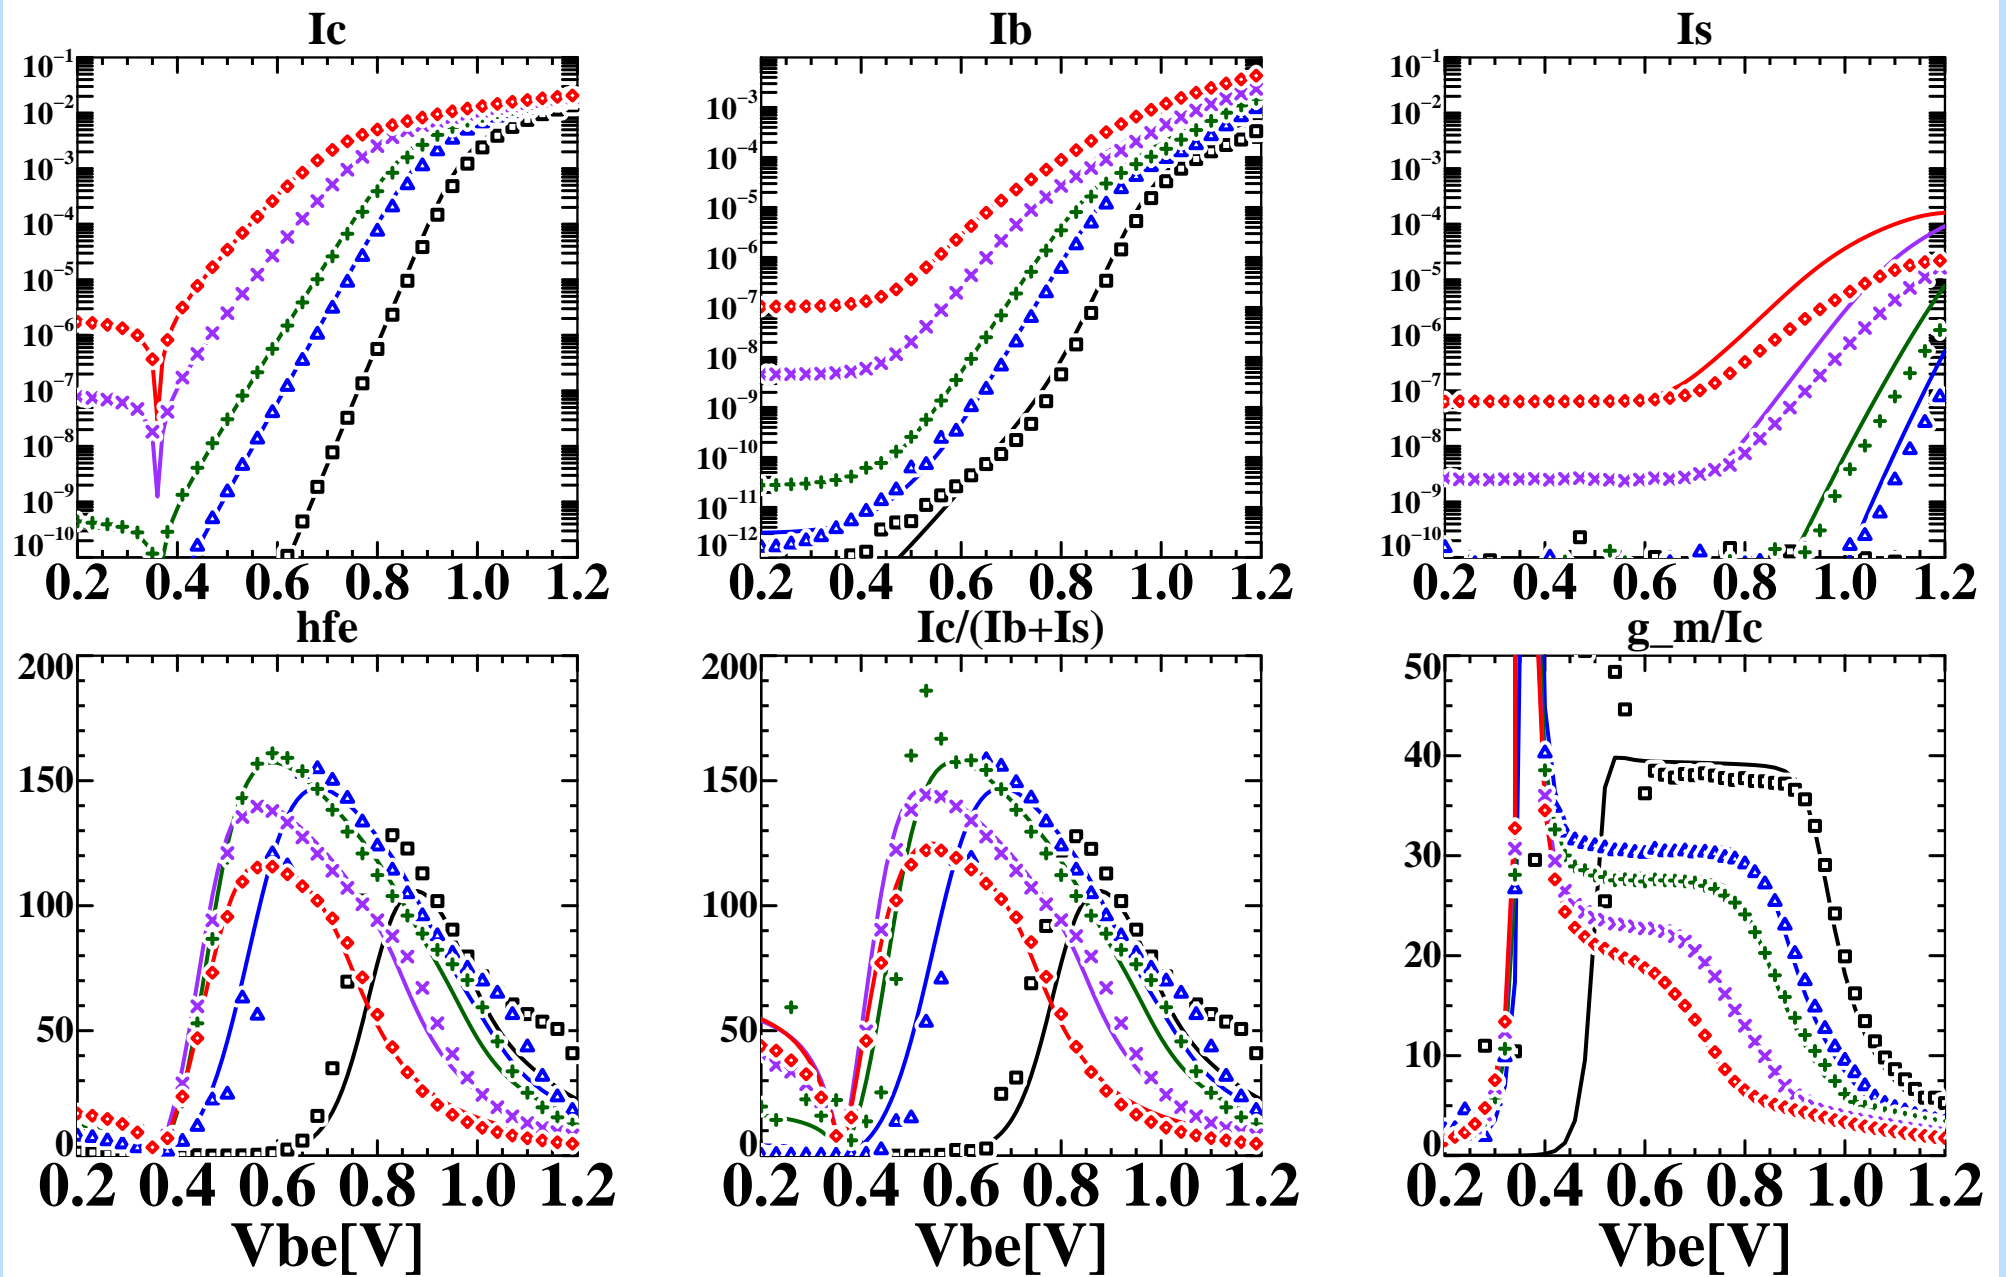 Ic Ib Is
10⁻¹ 10⁻¹
10⁻² 10⁻³ 10⁻²
10⁻³ 10⁻⁴ 10⁻³
10⁻⁴ 10⁻⁵ 10⁻⁴
10⁻⁵ 10⁻⁶ 10⁻⁵
10⁻⁶ 10⁻⁷ 10⁻⁶
10⁻⁷ 10⁻⁸ 10⁻⁷
10⁻⁸ 10⁻⁹ 10⁻⁸
10⁻⁹ 10⁻¹⁰ 10⁻⁹
10⁻¹⁰ 10⁻¹¹ 10⁻¹⁰
10⁻¹²
0.2 0.4 0.6 0.8 1.0 1.2 0.2 0.4 0.6 0.8 1.0 1.2 0.2 0.4 0.6 0.8 1.0 1.2
hfe Ic/(Ib+Is) g_m/Ic
200 200 50
150 150 40
100 100 30
50 50 20
0 0 10
0
0.2 0.4 0.6 0.8 1.0 1.2 0.2 0.4 0.6 0.8 1.0 1.2 0.2 0.4 0.6 0.8 1.0 1.2
Vbe[V] Vbe[V] Vbe[V]